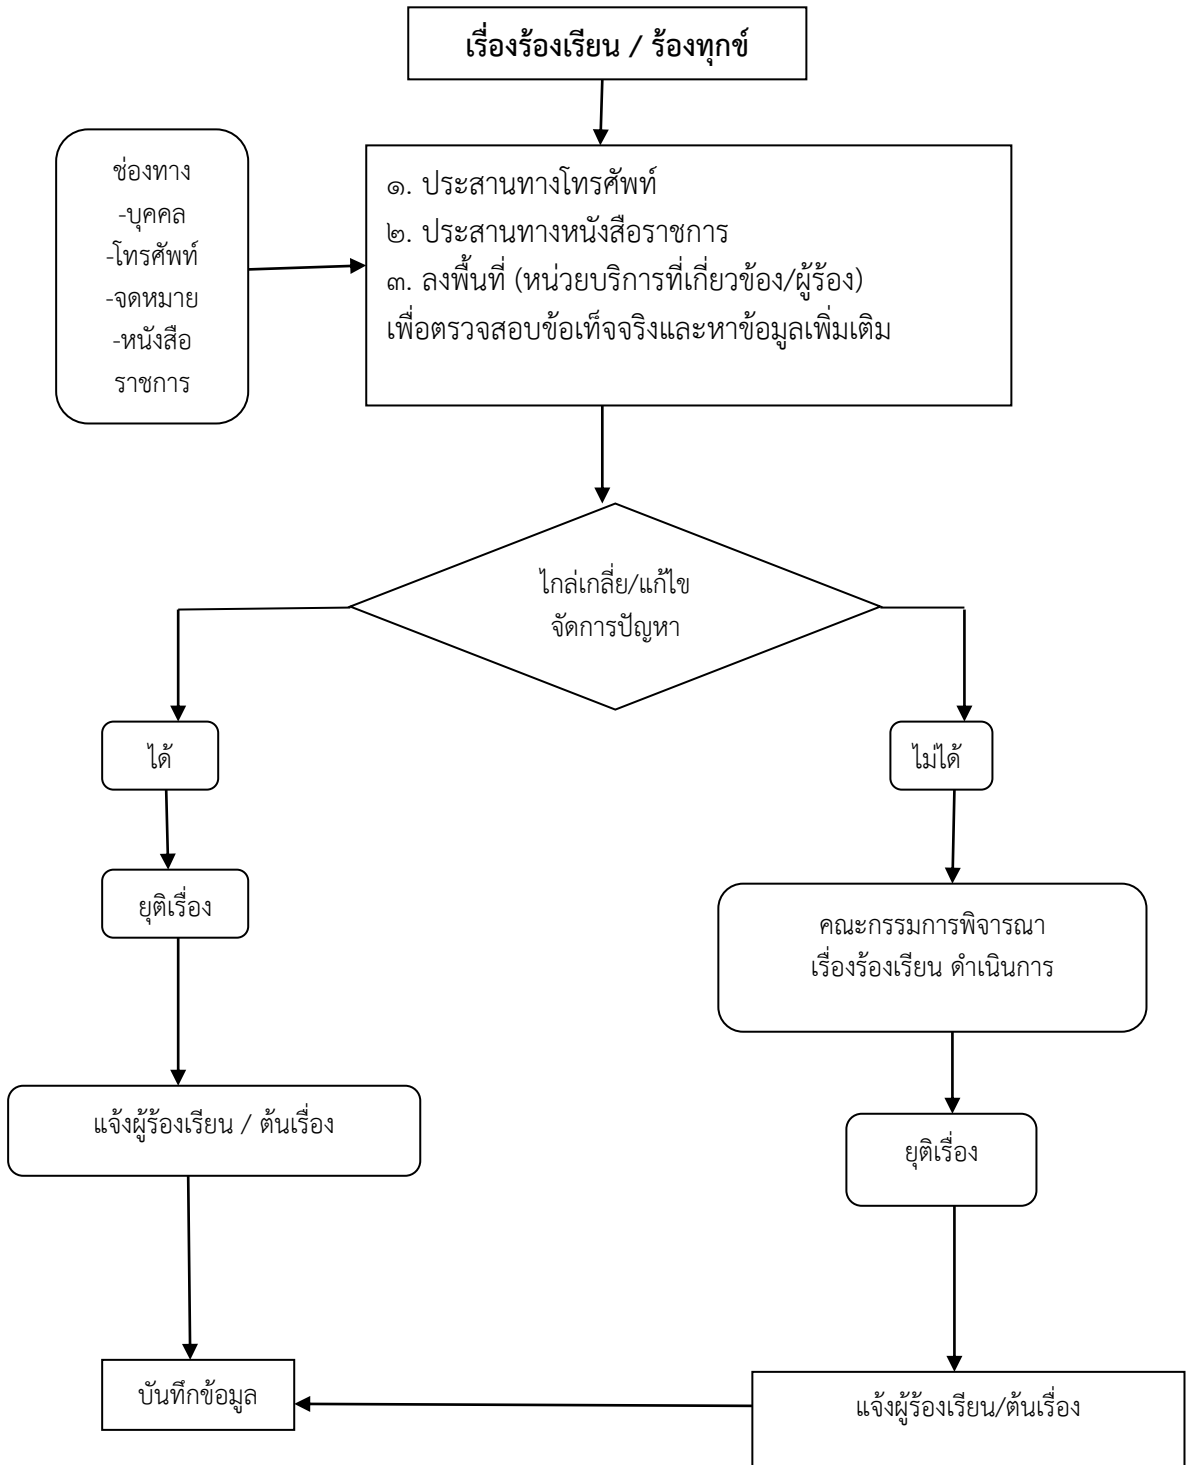 เรื่องร้องเรียน / ร้องทุกข์
ช่องทาง
-บุคคล
-โทรศัพท์
-จดหมาย
-หนังสือ
ราชการ
๑. ประสานทางโทรศัพท์
๒. ประสานทางหนังสือราชการ
๓. ลงพื้นที่ (หน่วยบริการที่เกี่ยวข้อง/ผู้ร้อง)
เพื่อตรวจสอบข้อเท็จจริงและหาข้อมูลเพิ่มเติม
ไกล่เกลี่ย/แก้ไข
จัดการปัญหา
ได้
ไม่ได้
ยุติเรื่อง
คณะกรรมการพิจารณา
เรื่องร้องเรียน ดำเนินการ
แจ้งผู้ร้องเรียน / ต้นเรื่อง
ยุติเรื่อง
บันทึกข้อมูล
แจ้งผู้ร้องเรียน/ต้นเรื่อง